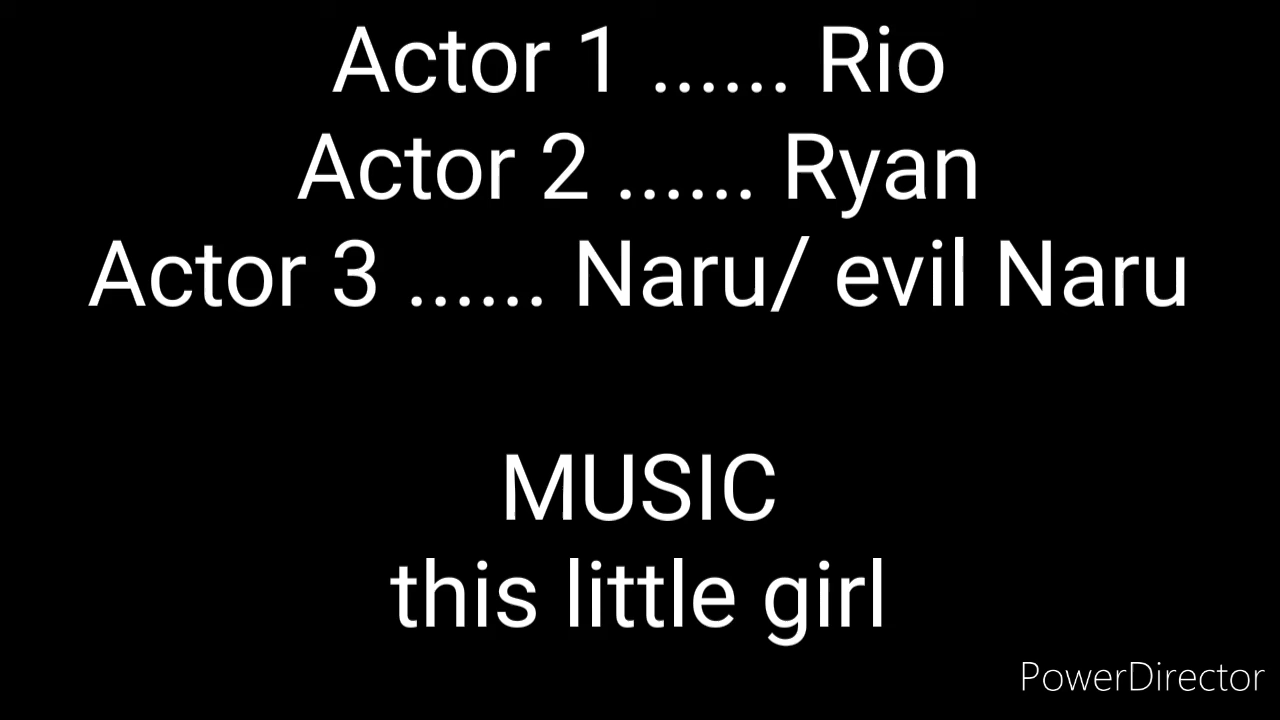 Actor 1 ...... Rio
Actor 2 ...... Ryan
Actor 3 ...... Naru/ evil Naru
MUSIC
this little girl
PowerDirector